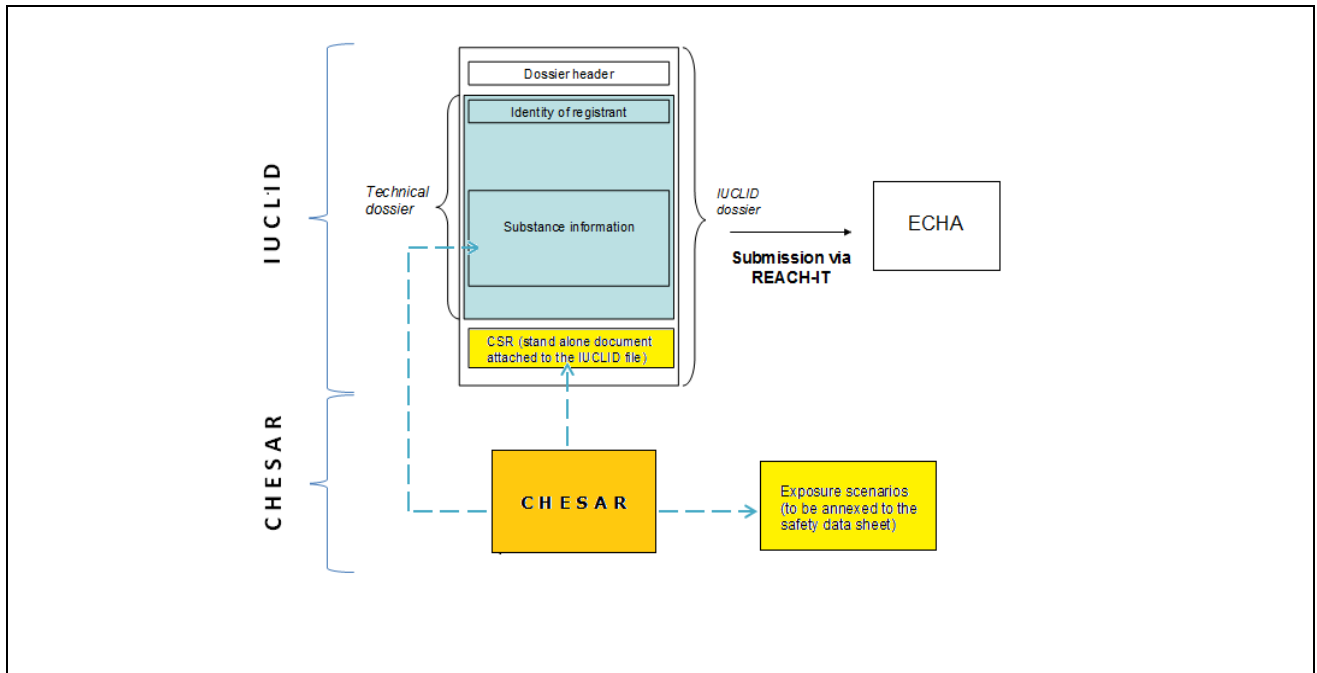 Dossier header
Identity of registrant
IUCLID
Technical
dossier
Substance information
IUCLID
dossier
Submission via
REACH-IT
ECHA
CSR (stand alone document
attached to the IUCLID file)
CHESAR
CHESAR
Exposure scenarios
(to be annexed to the
safety data sheet)